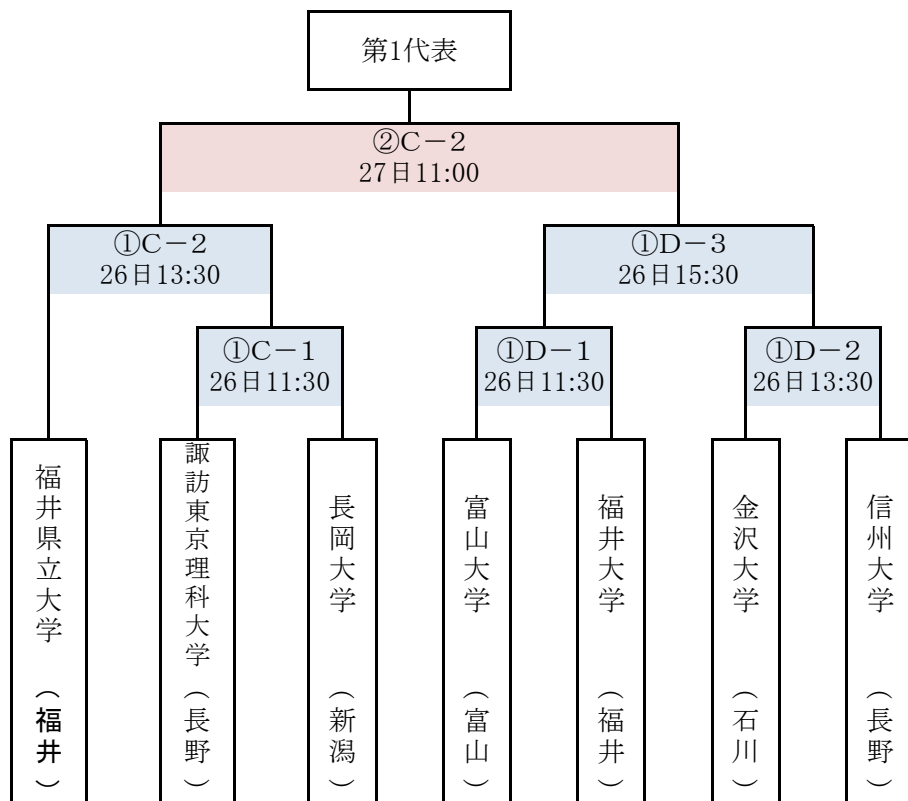 第1代表
②C－2
27日11:00
①C－2
26日13:30
①D－3
26日15:30
①C－1
26日11:30
①D－1
26日11:30
①D－2
26日13:30
福井県立大学（福井）
諏訪東京理科大学（長野）
長岡大学（新潟）
富山大学（富山）
福井大学（福井）
金沢大学（石川）
信州大学（長野）